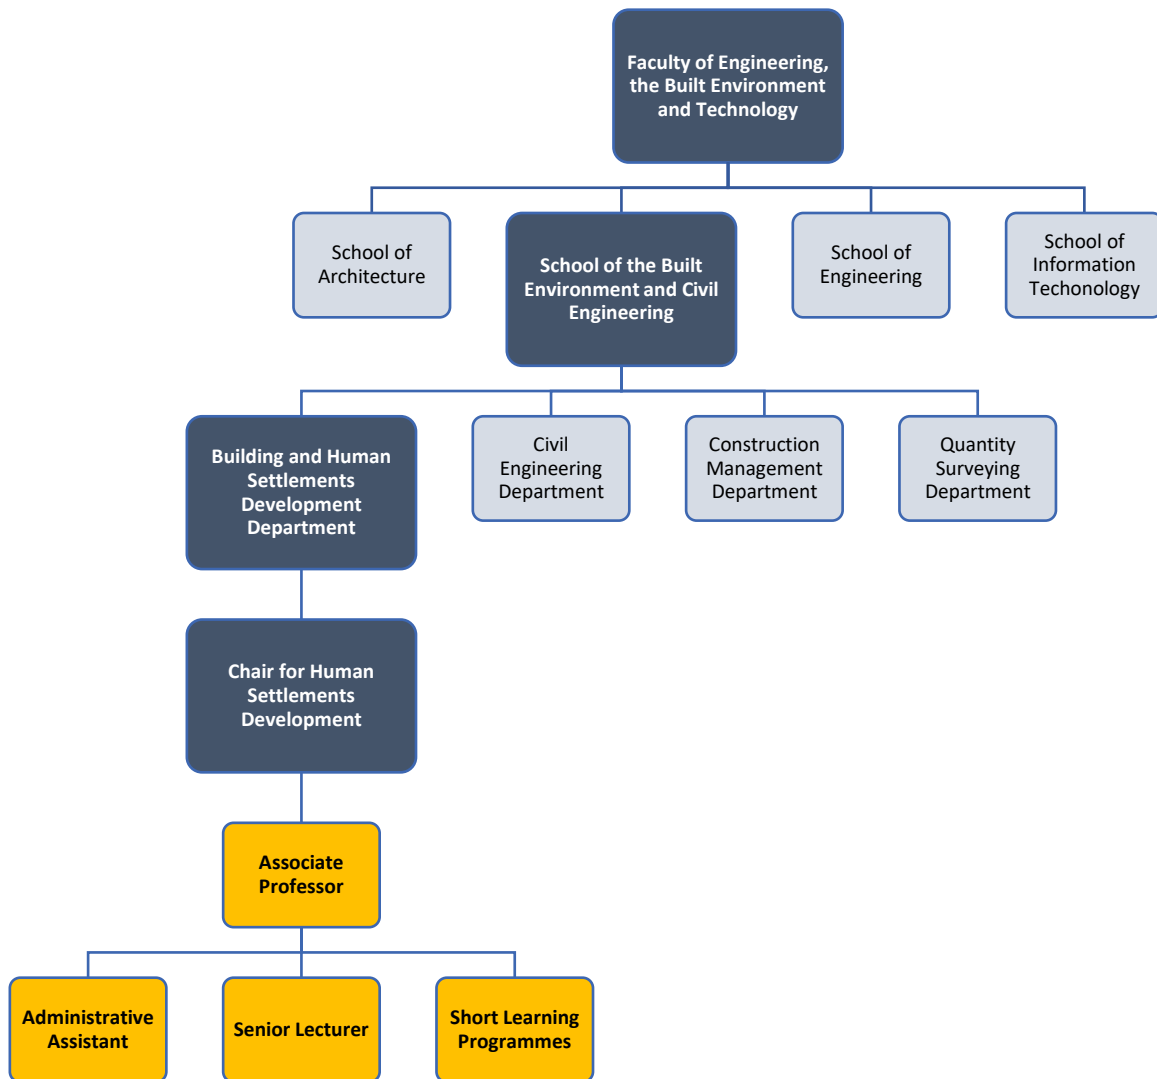 Faculty of Engineering,
the Built Environment
and Technology
School of
Architecture
School of the Built
Environment and Civil
Engineering
School of
Engineering
School of
Information
Techonology
Building and Human
Settlements
Development
Department
Civil
Engineering
Department
Construction
Management
Department
Quantity
Surveying
Department
Chair for Human
Settlements
Development
Associate
Professor
Administrative
Assistant
Senior Lecturer
Short Learning
Programmes